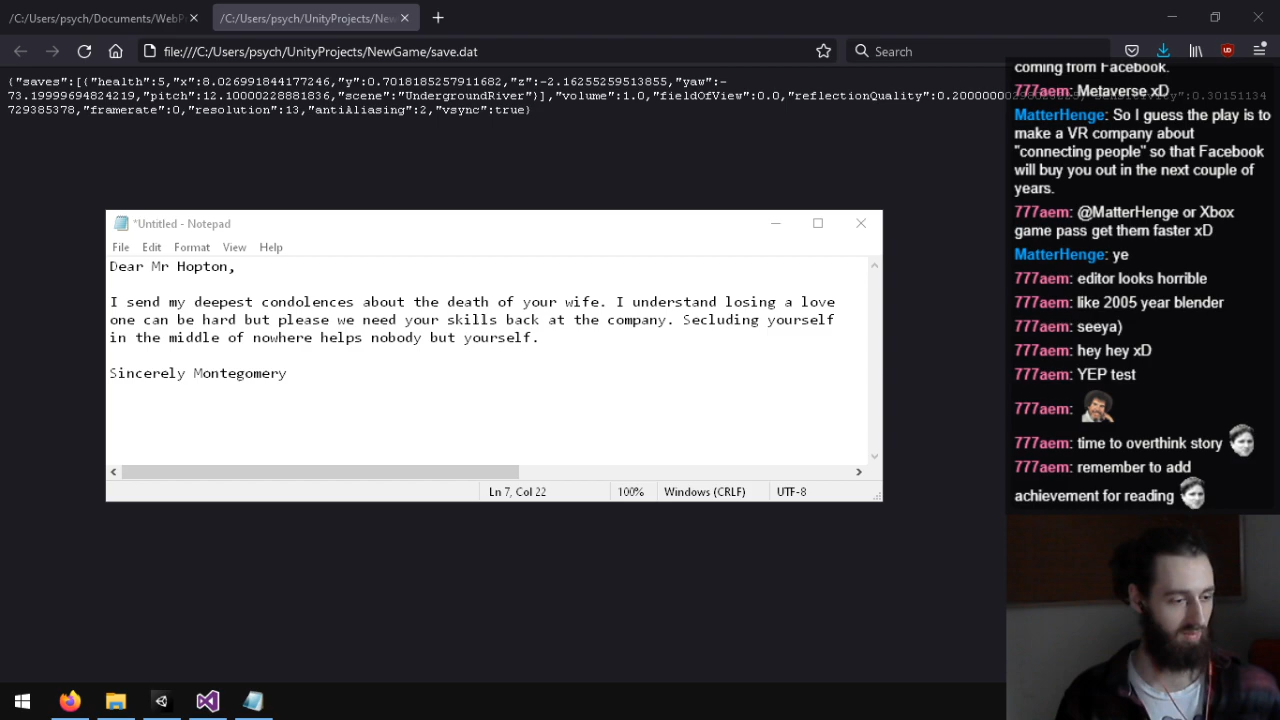 /C:/Users/psych/Documents/WebP
/C:/Users/psych/UnityProjects/New
file:///C:/Users/psych/UnityProjects/NewGame/save.dat
Search
{"saves":[{"health":5,"x":8.026991844177246,"y":0.7018185257911682,"z":-2.16255259513855,"yaw":-
73.19999694824219,"pitch":12.10000228881836,"scene":"UndergroundRiver"}],"volume":1.0,"fieldOfView":0.0,"reflectionQuality":
729385378,"framerate":0,"resolution":13,"antiAliasing":2,"vsync":true}
*Untitled - Notepad
File Edit Format View Help
Dear Mr Hopton,
I send my deepest condolences about the death of your wife. I understand losing a love
one can be hard but please we need your skills back at the company. Secluding yourself
in the middle of nowhere helps nobody but yourself.
Sincerely Montegomery
Ln 7, Col 22 100% Windows (CRLF) UTF-8
coming from Facebook.
777aem: Metaverse xD
MatterHenge: So I guess the play is to
make a VR company about
"connecting people" so that Facebook
will buy you out in the next couple of
years.
777aem: @MatterHenge or Xbox
game pass get them faster xD
MatterHenge: ye
777aem: editor looks horrible
777aem: like 2005 year blender
777aem: seeya)
777aem: hey hey xD
777aem: YEP test
777aem:
777aem: time to overthink story
777aem: remember to add
achievement for reading